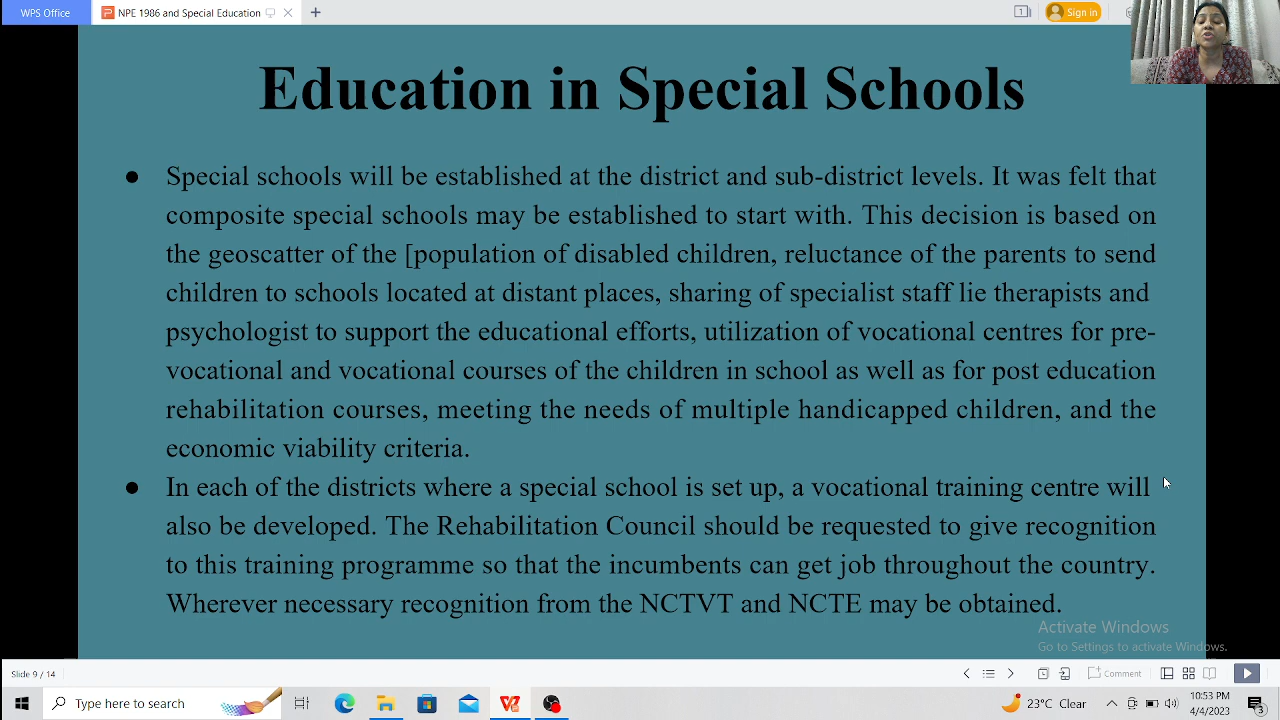 WPS Office
NPE 1986 and Special Education
Sign in
Education in Special Schools
● Special schools will be established at the district and sub-district levels. It was felt that
composite special schools may be established to start with. This decision is based on
the geoscatter of the [population of disabled children, reluctance of the parents to send
children to schools located at distant places, sharing of specialist staff lie therapists and
psychologist to support the educational efforts, utilization of vocational centres for pre-
vocational and vocational courses of the children in school as well as for post education
rehabilitation courses, meeting the needs of multiple handicapped children, and the
economic viability criteria.
● In each of the districts where a special school is set up, a vocational training centre will
also be developed. The Rehabilitation Council should be requested to give recognition
to this training programme so that the incumbents can get job throughout the country.
Wherever necessary recognition from the NCTVT and NCTE may be obtained.
Activate Windows
Go to Settings to activate Windows.
Slide 9 / 14
Comment
Type here to search
23°C Clear
10:53 PM
4/4/2023
3